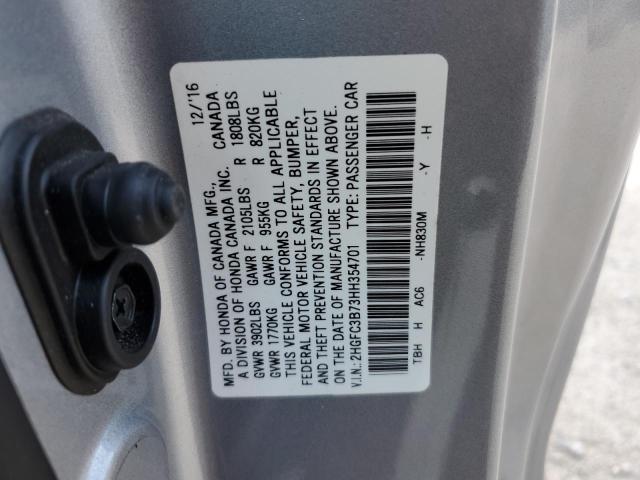 MFD. BY HONDA OF CANADA MFG., 12/'16
A DIVISION OF HONDA CANADA INC. CANADA
GVWR 3902LBS GAWR F 2105LBS R 1808LBS
GVWR 1770KG GAWR F 955KG R 820KG
THIS VEHICLE CONFORMS TO ALL APPLICABLE
FEDERAL MOTOR VEHICLE SAFETY, BUMPER,
AND THEFT PREVENTION STANDARDS IN EFFECT
ON THE DATE OF MANUFACTURE SHOWN ABOVE.
V.I.N.: 2HGFC3B73HH354701 TYPE: PASSENGER CAR
TBH H AC6 -NH830M -Y -H